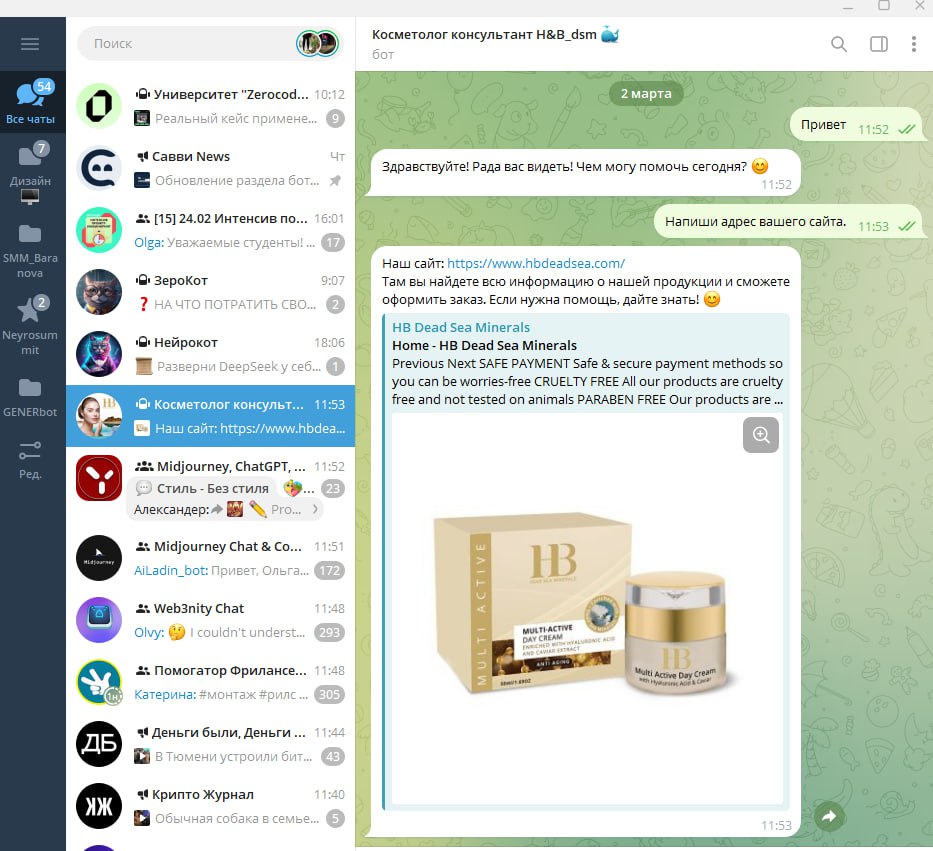 54
Все чаты
7
Дизайн
SMM_Bara
nova
2
Neyrosum
mit
GENERbot
Ред.
Поиск
Университет "Zerocod... 10:12
Реальный кейс примене... 9
Савви News Чт
Обновление раздела бот...
[15] 24.02 Интенсив по... 16:01
Olga: Уважаемые студенты! ... 17
ЗероКот 9:07
❓ НА ЧТО ПОТРАТИТЬ СВО... 2
Нейрокот 18:06
Разверни DeepSeek у себ... 1
Косметолог консульт... 11:53
Наш сайт: https://www.hbdea...
Midjourney, ChatGPT, ... 11:52
💬 Стиль - Без стиля ... 23
Александер: Pro...
Midjourney Chat & Co... 11:51
AiLadin_bot: Привет, Ольга... 172
Web3nity Chat 11:48
Olvy: 🤔 I couldn't underst... 293
Помогатор Фрилансе... 11:48
Катерина: #монтаж #рилс ... 305
1н
ДБ
Деньги были, Деньги ... 11:44
В Тюмени устроили бит... 43
ЖЖ
Крипто Журнал 11:40
Обычная собака в семье... 5
Midjourney
HB
Косметолог консультант H&B_dsm 🐳
бот
2 марта
Привет 11:52
Здравствуйте! Рада вас видеть! Чем могу помочь сегодня? 😊
11:52
Напиши адрес вашего сайта. 11:53
Наш сайт: https://www.hbdeadsea.com/
Там вы найдете всю информацию о нашей продукции и сможете
оформить заказ. Если нужна помощь, дайте знать! 😊
HB Dead Sea Minerals
Home - HB Dead Sea Minerals
Previous Next SAFE PAYMENT Safe & secure payment methods so
you can be worries-free CRUELTY FREE All our products are cruelty
free and not tested on animals PARABEN FREE Our products are ...
MULTI ACTIVE
HB
DEAD SEA MINERALS
MULTI-ACTIVE
DAY CREAM
ENRICHED WITH HYALURONIC ACID
AND CAVIAR EXTRACT
ANTI AGING
HB
Multi Active Day Cream
with Hyaluronic Acid & Caviar
11:53